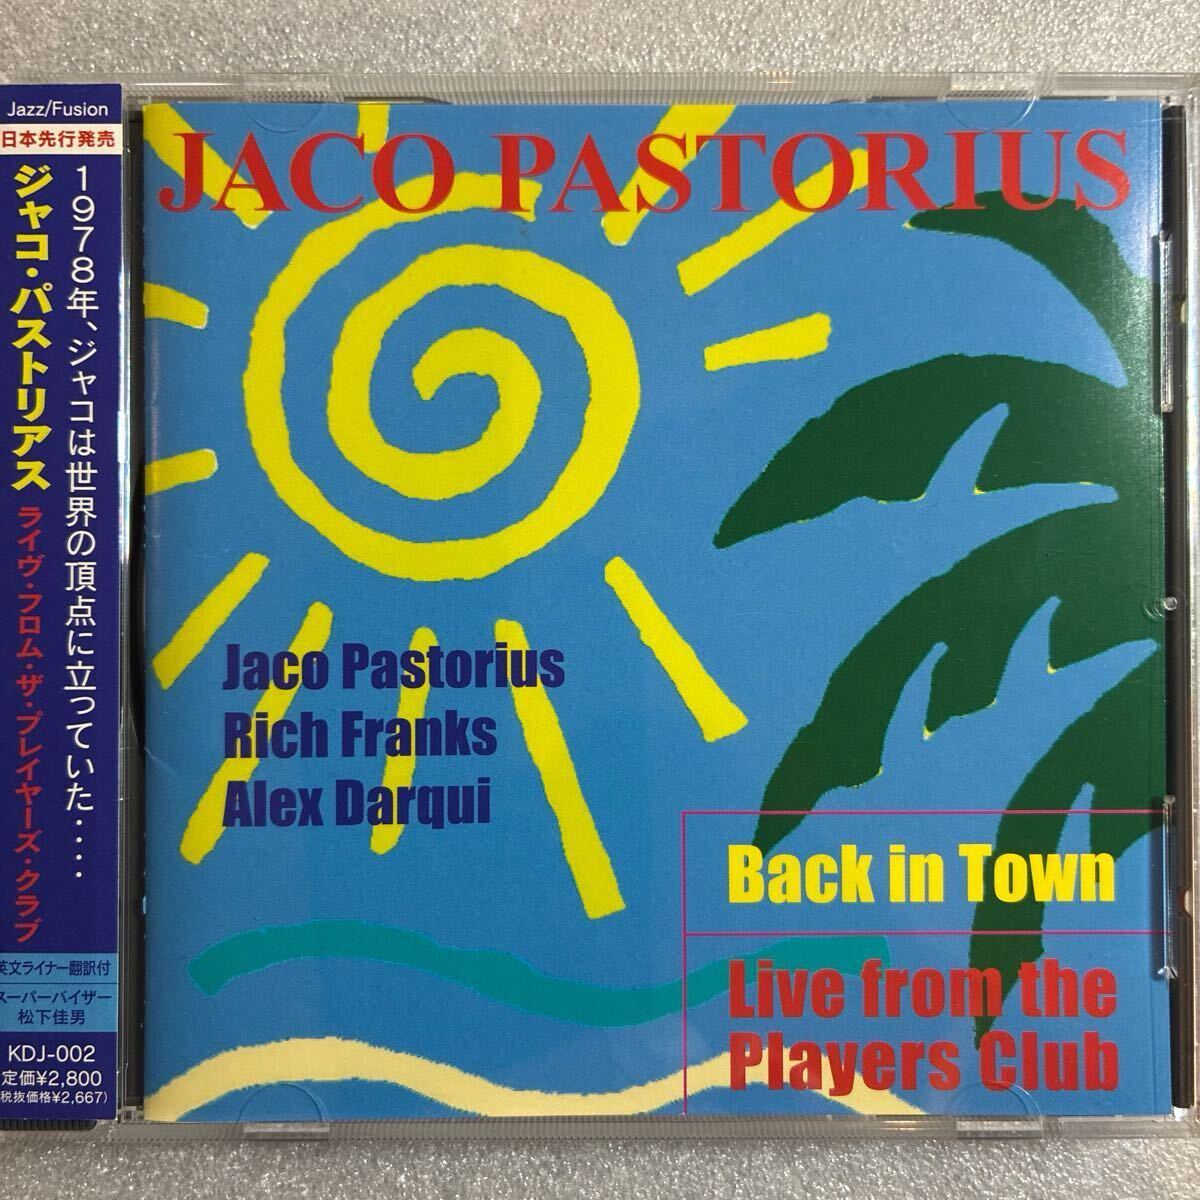 Jazz/Fusion
日本先行発売
1978年、ジャコは世界の頂点に立っていた‥‥
ジャコ・パストリアス ライヴ・フロム・ザ・プレイヤーズ・クラブ
英文ライナー翻訳付
スーパーバイザー
松下佳男
KDJ-002
定価¥2,800
(税抜価格¥2,667)
JACO PASTORIUS
Jaco Pastorius
Rich Franks
Alex Darqui
Back in Town
Live from the
Players Club